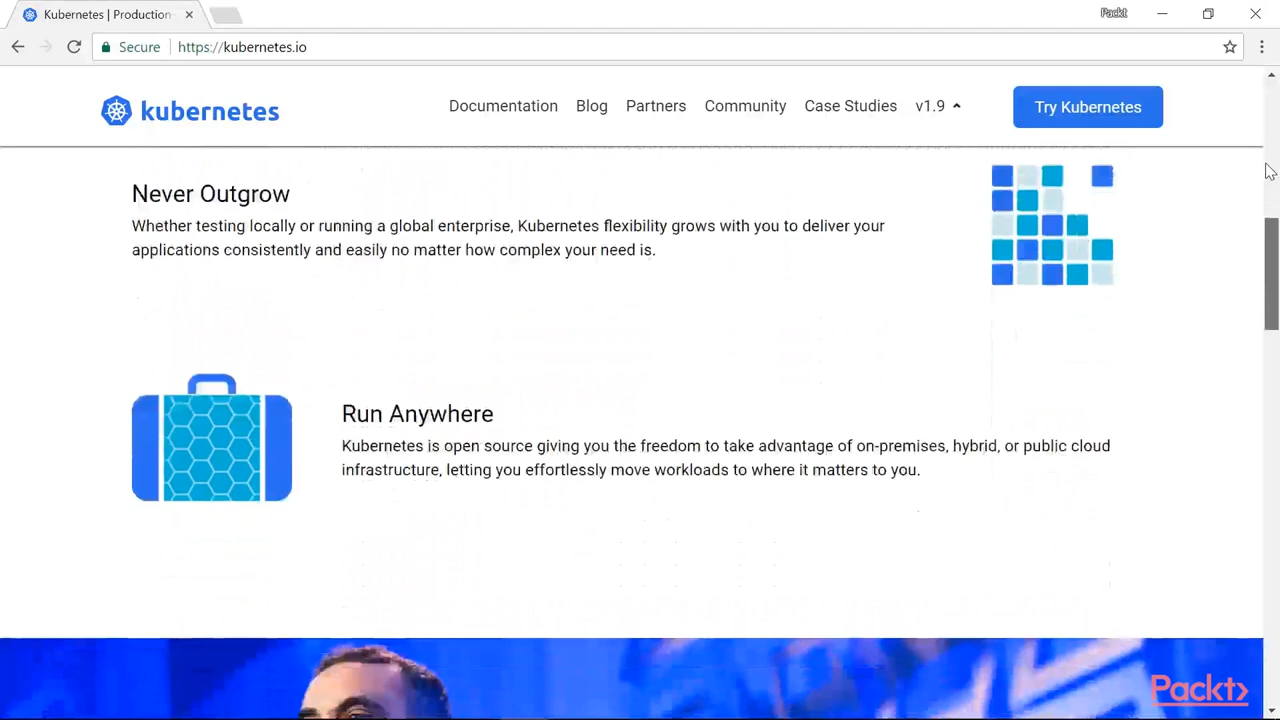 Kubernetes | Production-
Packt
Secure
https://kubernetes.io
kubernetes
Documentation
Blog
Partners
Community
Case Studies
v1.9
Try Kubernetes
Never Outgrow
Whether testing locally or running a global enterprise, Kubernetes flexibility grows with you to deliver your
applications consistently and easily no matter how complex your need is.
Run Anywhere
Kubernetes is open source giving you the freedom to take advantage of on-premises, hybrid, or public cloud
infrastructure, letting you effortlessly move workloads to where it matters to you.
Packt>